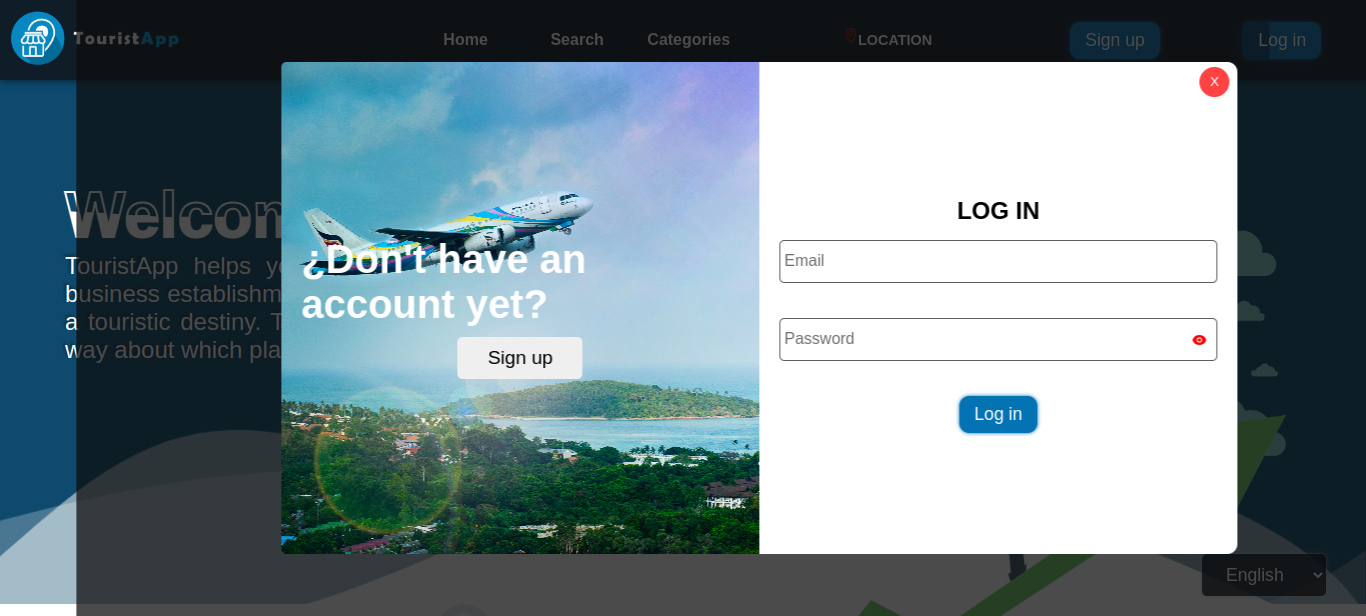 TouristApp
Home
Search
Categories
LOCATION
Sign up
Log in
X
Welcom
TouristApp helps y
business establishm
a touristic destiny. T
way about which pla
¿Don't have an
account yet?
Sign up
LOG IN
Email
Password
Log in
English